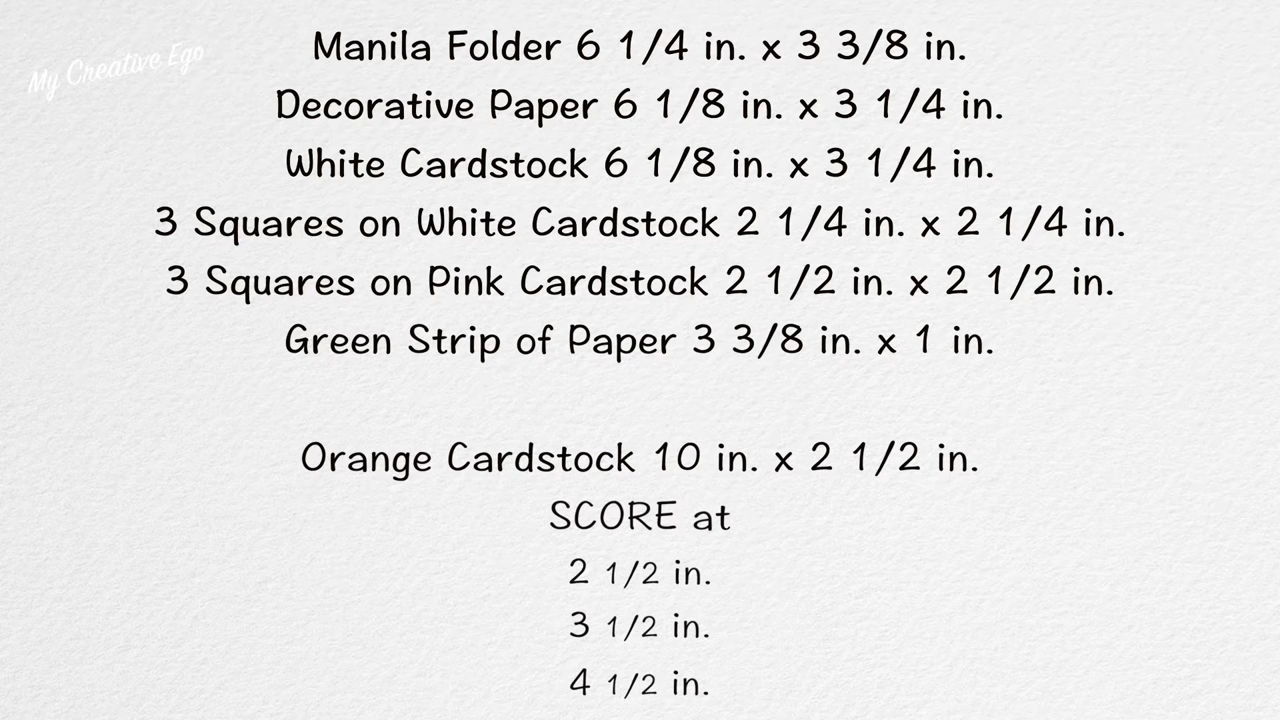 My Creative Ego
Manila Folder 6 1/4 in. x 3 3/8 in.
Decorative Paper 6 1/8 in. x 3 1/4 in.
White Cardstock 6 1/8 in. x 3 1/4 in.
3 Squares on White Cardstock 2 1/4 in. x 2 1/4 in.
3 Squares on Pink Cardstock 2 1/2 in. x 2 1/2 in.
Green Strip of Paper 3 3/8 in. x 1 in.
Orange Cardstock 10 in. x 2 1/2 in.
SCORE at
2 1/2 in.
3 1/2 in.
4 1/2 in.